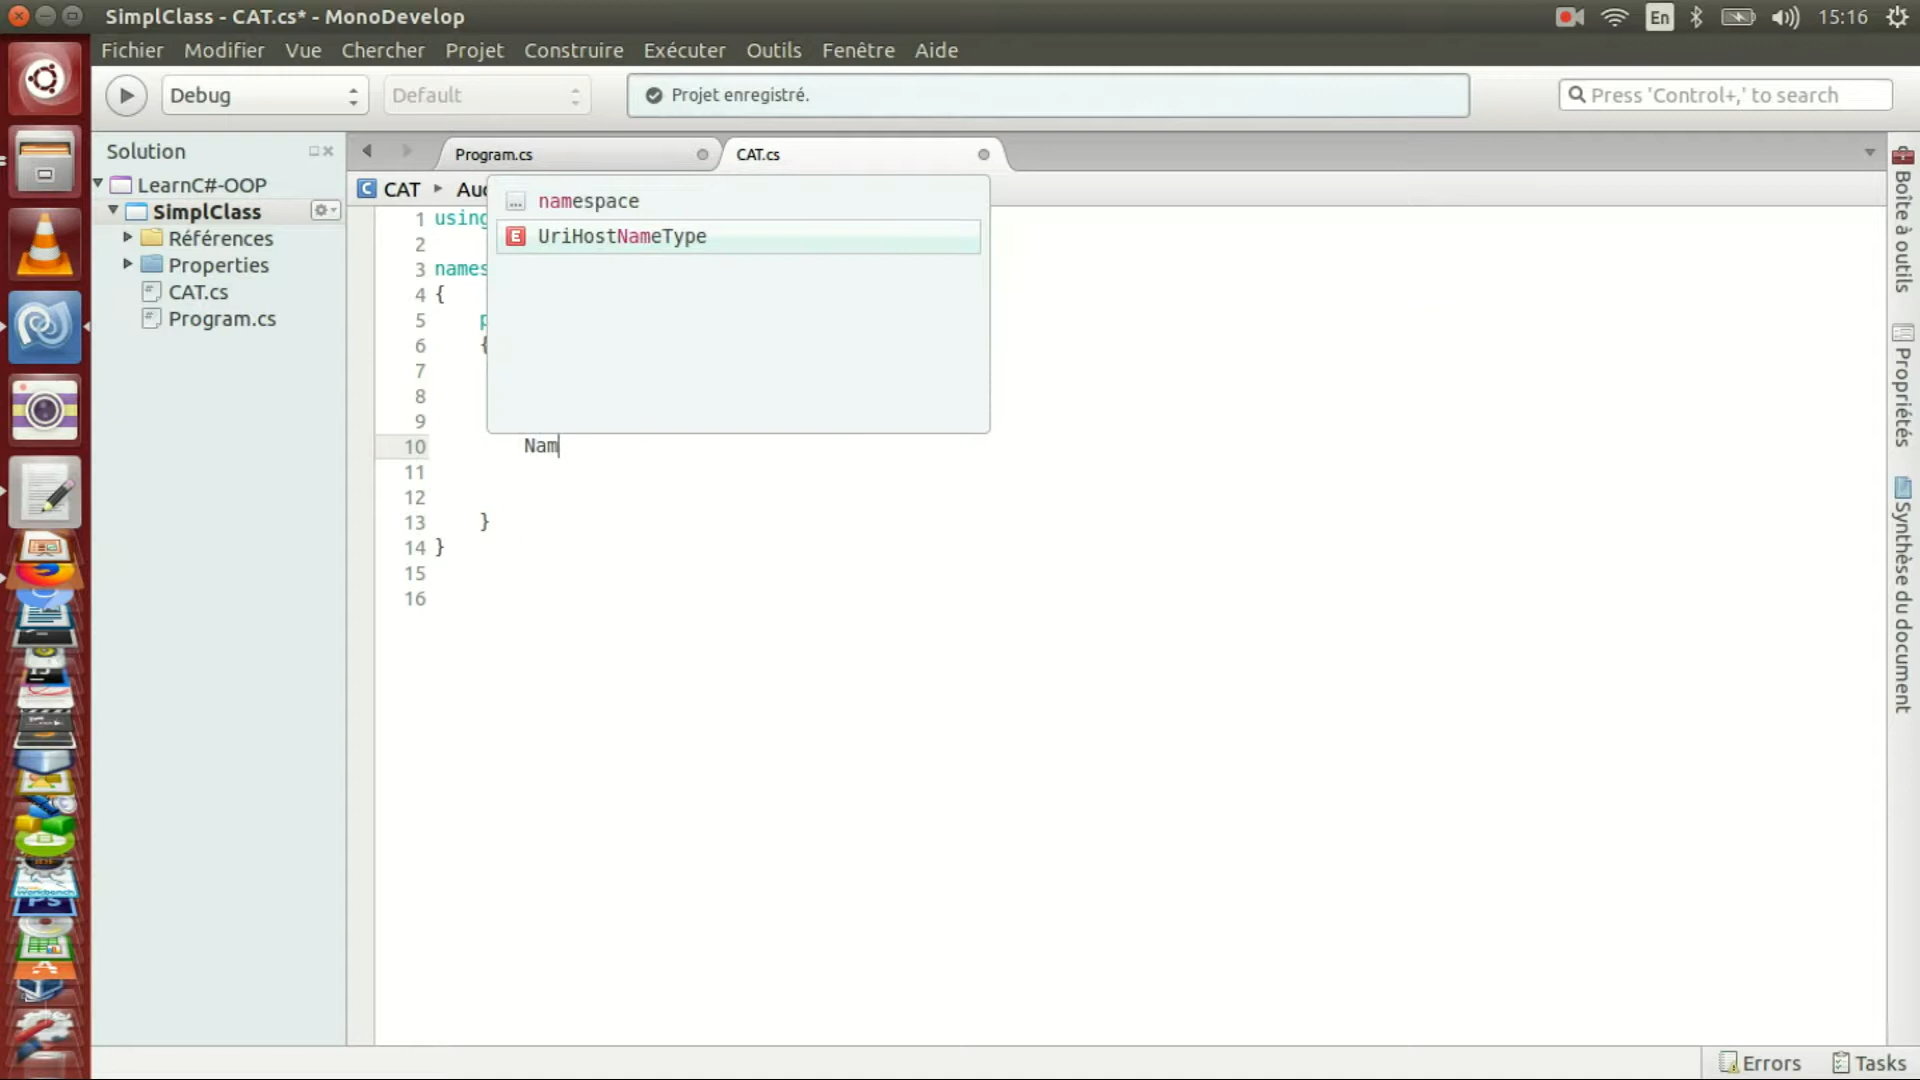 SimplClass - CAT.cs* - MonoDevelop
En
15:16
Fichier Modifier Vue Chercher Projet Construire Exécuter Outils Fenêtre Aide
Debug
Default
Projet enregistré.
Press 'Control+,' to search
Solution
LearnC#-OOP
SimplClass
Références
Properties
CAT.cs
Program.cs
Program.cs
CAT.cs
CAT
namespace
UriHostNameType
1 using
2
3 names
4 {
5 p
6 {
7
8
9
10 Nam
11
12
13 }
14 }
15
16
Boîte à outils
Propriétés
Synthèse du document
Errors
Tasks